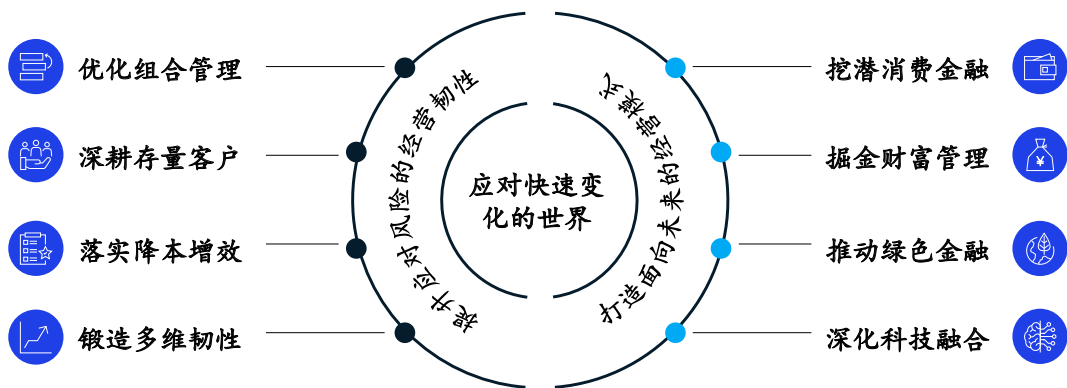 优化组合管理
深耕存量客户
落实降本增效
锻造多维韧性
提升应对风险的经营韧性
应对快速变
化的世界
打造面向未来的经营模式
挖潜消费金融
掘金财富管理
¥
推动绿色金融
深化科技融合